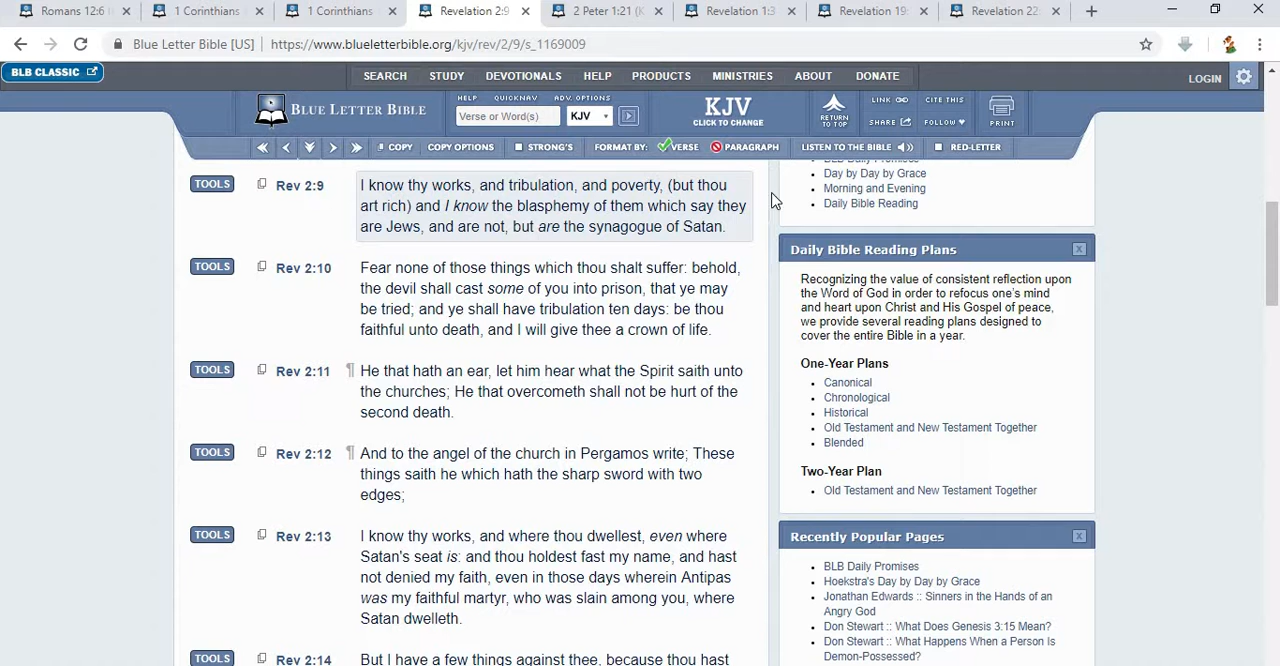 Romans 12:6
1 Corinthians
1 Corinthians
Revelation 2:9
2 Peter 1:21 (
Revelation 1:3
Revelation 19:
Revelation 22:
Blue Letter Bible [US]
https://www.blueletterbible.org/kjv/rev/2/9/s_1169009
BLB CLASSIC
SEARCH STUDY DEVOTIONALS HELP PRODUCTS MINISTRIES ABOUT DONATE
LOGIN
BLUE LETTER BIBLE
HELP QUICKNAV ADV. OPTIONS
Verse or Word(s)
KJV
KJV
CLICK TO CHANGE
RETURN
TO TOP
LINK CITE THIS
SHARE FOLLOW
PRINT
COPY COPY OPTIONS STRONG'S FORMAT BY: VERSE PARAGRAPH LISTEN TO THE BIBLE RED-LETTER
TOOLS Rev 2:9
I know thy works, and tribulation, and poverty, (but thou
art rich) and I know the blasphemy of them which say they
are Jews, and are not, but are the synagogue of Satan.
TOOLS Rev 2:10
Fear none of those things which thou shalt suffer: behold,
the devil shall cast some of you into prison, that ye may
be tried; and ye shall have tribulation ten days: be thou
faithful unto death, and I will give thee a crown of life.
TOOLS Rev 2:11
¶ He that hath an ear, let him hear what the Spirit saith unto
the churches; He that overcometh shall not be hurt of the
second death.
TOOLS Rev 2:12
¶ And to the angel of the church in Pergamos write; These
things saith he which hath the sharp sword with two
edges;
TOOLS Rev 2:13
I know thy works, and where thou dwellest, even where
Satan's seat is: and thou holdest fast my name, and hast
not denied my faith, even in those days wherein Antipas
was my faithful martyr, who was slain among you, where
Satan dwelleth.
TOOLS Rev 2:14
But I have a few things against thee, because thou hast
BLB Daily Promises
Day by Day by Grace
Morning and Evening
Daily Bible Reading
Daily Bible Reading Plans
Recognizing the value of consistent reflection upon
the Word of God in order to refocus one's mind
and heart upon Christ and His Gospel of peace,
we provide several reading plans designed to
cover the entire Bible in a year.
One-Year Plans
Canonical
Chronological
Historical
Old Testament and New Testament Together
Blended
Two-Year Plan
Old Testament and New Testament Together
Recently Popular Pages
BLB Daily Promises
Hoekstra's Day by Day by Grace
Jonathan Edwards :: Sinners in the Hands of an
Angry God
Don Stewart :: What Does Genesis 3:15 Mean?
Don Stewart :: What Happens When a Person Is
Demon-Possessed?